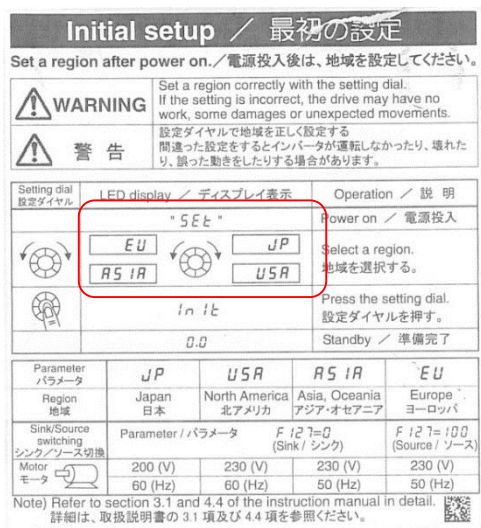 Initial setup ／ 最初の設定
Set a region after power on.／電源投入後は、地域を設定してください。
WARNING
Set a region correctly with the setting dial.
If the setting is incorrect, the drive may have no
work, some damages or unexpected movements.
警 告
設定ダイヤルで地域を正しく設定する
間違った設定をするとインバータが運転しなかったり、壊れた
り、誤った動きをしたりする場合があります。
Setting dial
設定ダイヤル
LED display ／ ディスプレイ表示
Operation ／ 説 明
"SEt"
Power on ／ 電源投入
EU
JP
ASIA
USA
Select a region.
地域を選択する。
InIt
Press the setting dial.
設定ダイヤルを押す。
0.0
Standby ／ 準備完了
Parameter
パラメータ
JP
USA
ASIA
EU
Region
地域
Japan
日本
North America
北アメリカ
Asia, Oceania
アジア・オセアニア
Europe
ヨーロッパ
Sink/Source
switching
シンク／ソース切換
Parameter / パラメータ F127=0
(Sink / シンク)
F127=100
(Source / ソース)
Motor
モータ
200 (V)
230 (V)
230 (V)
230 (V)
60 (Hz)
60 (Hz)
50 (Hz)
50 (Hz)
Note) Refer to section 3.1 and 4.4 of the instruction manual in detail.
詳細は、取扱説明書の 3.1 項及び 4.4 項を参照ください。